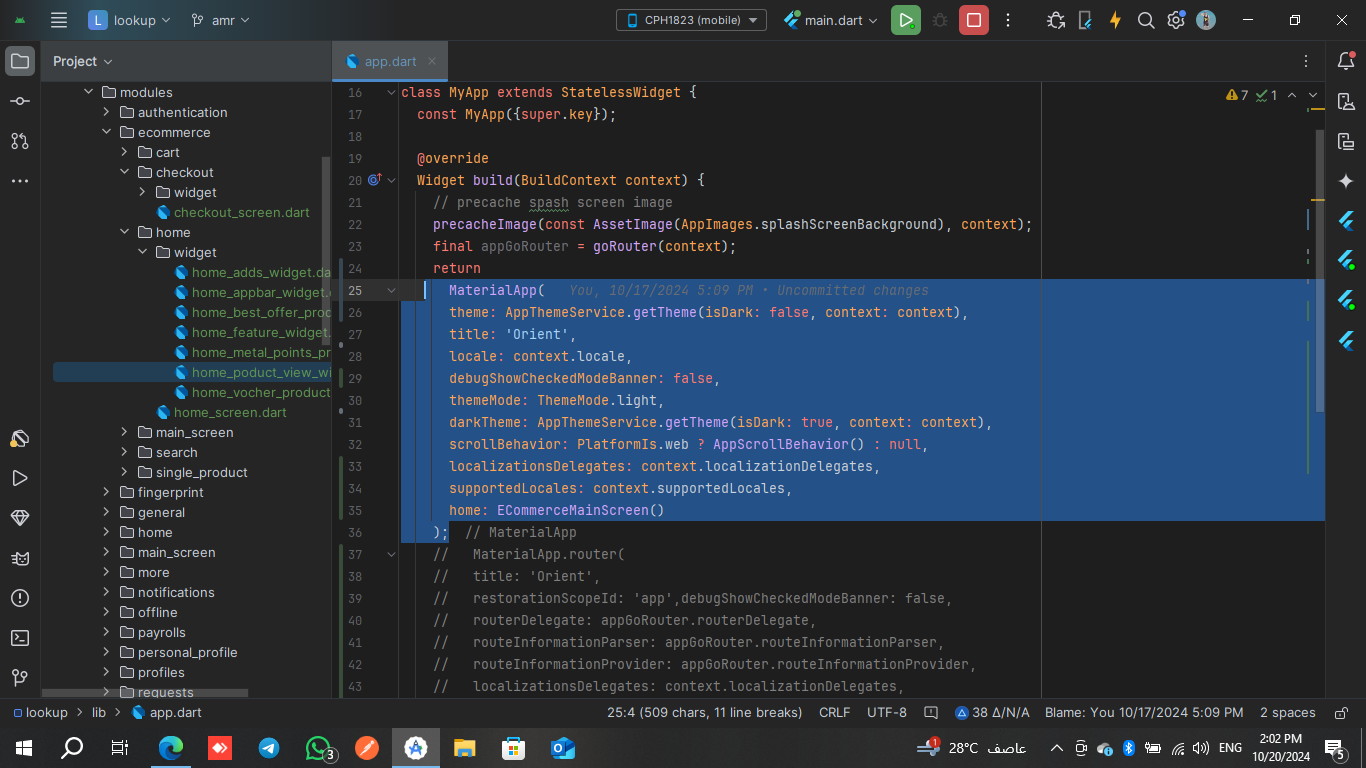 L lookup amr CPH1823 (mobile) main.dart
Project
app.dart
modules
authentication
ecommerce
cart
checkout
widget
checkout_screen.dart
home
widget
home_adds_widget.da
home_appbar_widget.
home_best_offer_proc
home_feature_widget.
home_metal_points_pr
home_poduct_view_wi
home_vocher_product
home_screen.dart
main_screen
search
single_product
fingerprint
general
home
main_screen
more
notifications
offline
payrolls
personal_profile
profiles
requests
7 1
16 class MyApp extends StatelessWidget {
17 const MyApp({super.key});
18
19 @override
20 Widget build(BuildContext context) {
21 // precache spash screen image
22 precacheImage(const AssetImage(AppImages.splashScreenBackground), context);
23 final appGoRouter = goRouter(context);
24 return
25 MaterialApp( You, 10/17/2024 5:09 PM • Uncommitted changes
26 theme: AppThemeService.getTheme(isDark: false, context: context),
27 title: 'Orient',
28 locale: context.locale,
29 debugShowCheckedModeBanner: false,
30 themeMode: ThemeMode.light,
31 darkTheme: AppThemeService.getTheme(isDark: true, context: context),
32 scrollBehavior: PlatformIs.web ? AppScrollBehavior() : null,
33 localizationsDelegates: context.localizationDelegates,
34 supportedLocales: context.supportedLocales,
35 home: ECommerceMainScreen()
36 ); // MaterialApp
37 // MaterialApp.router(
38 // title: 'Orient',
39 // restorationScopeId: 'app',debugShowCheckedModeBanner: false,
40 // routerDelegate: appGoRouter.routerDelegate,
41 // routeInformationParser: appGoRouter.routeInformationParser,
42 // routeInformationProvider: appGoRouter.routeInformationProvider,
43 // localizationsDelegates: context.localizationDelegates,
lookup > lib > app.dart 25:4 (509 chars, 11 line breaks) CRLF UTF-8 38 Δ/N/A Blame: You 10/17/2024 5:09 PM 2 spaces
3 1 28°C عاصف ENG 2:02 PM
10/20/2024 5